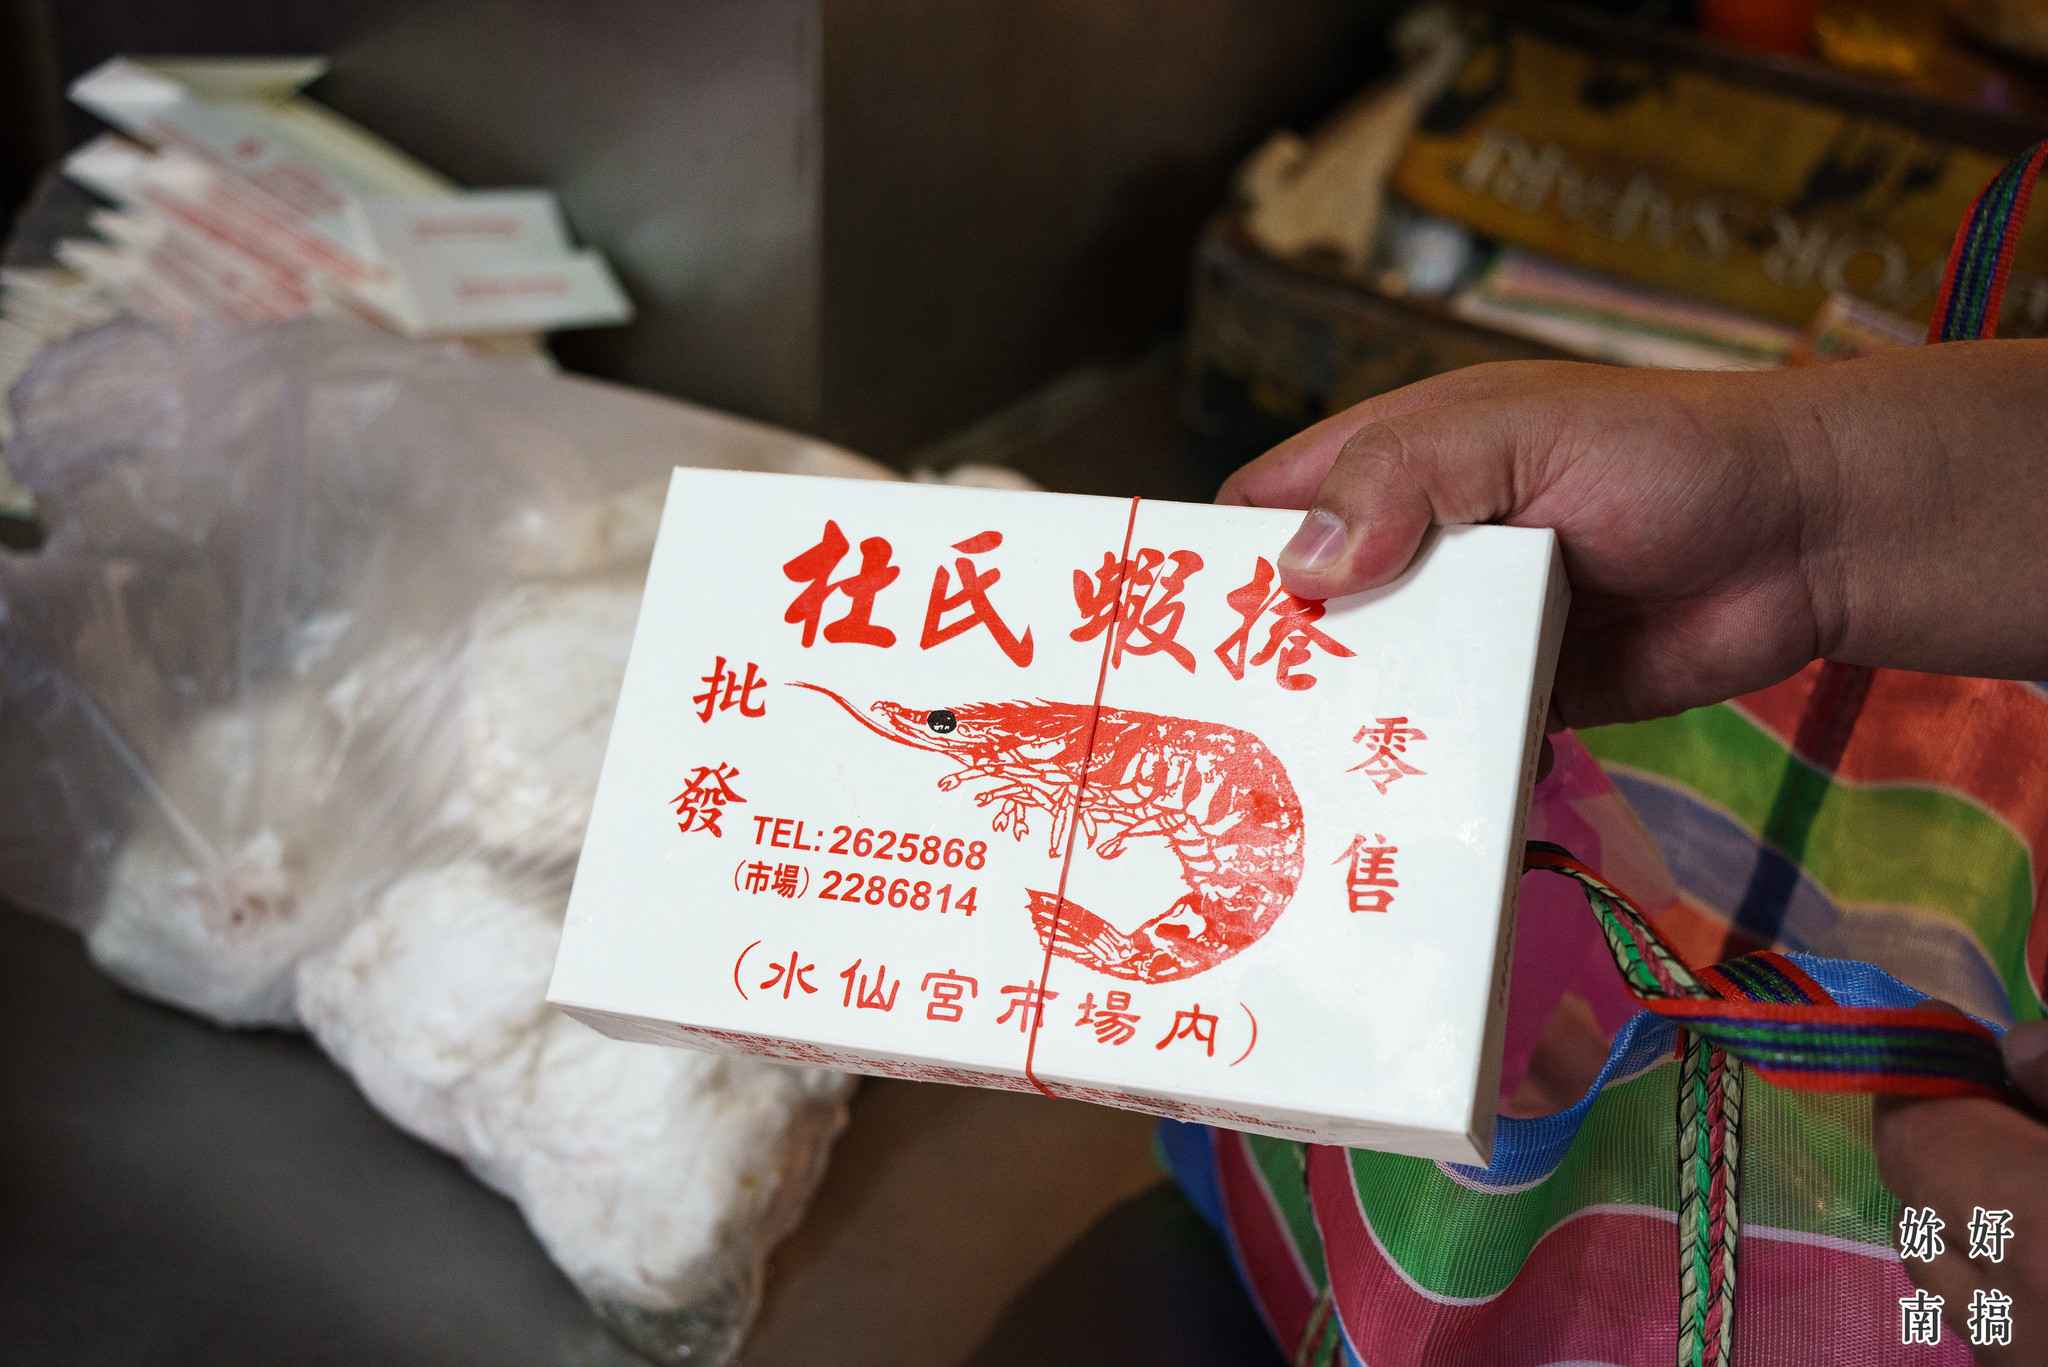 杜氏蝦捲
批發
零售
TEL: 2625868
(市場) 2286814
(水仙宮市場內)
好搞
妳南